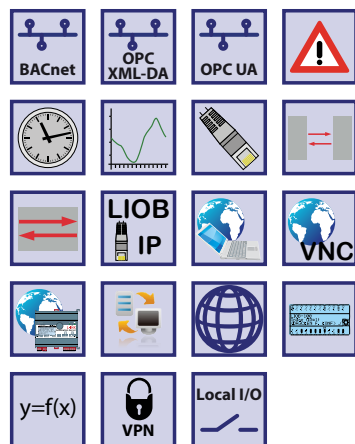 BACnet
OPC
XML-DA
OPC UA
LIOB
IP
VNC
y=f(x)
VPN
Local I/O